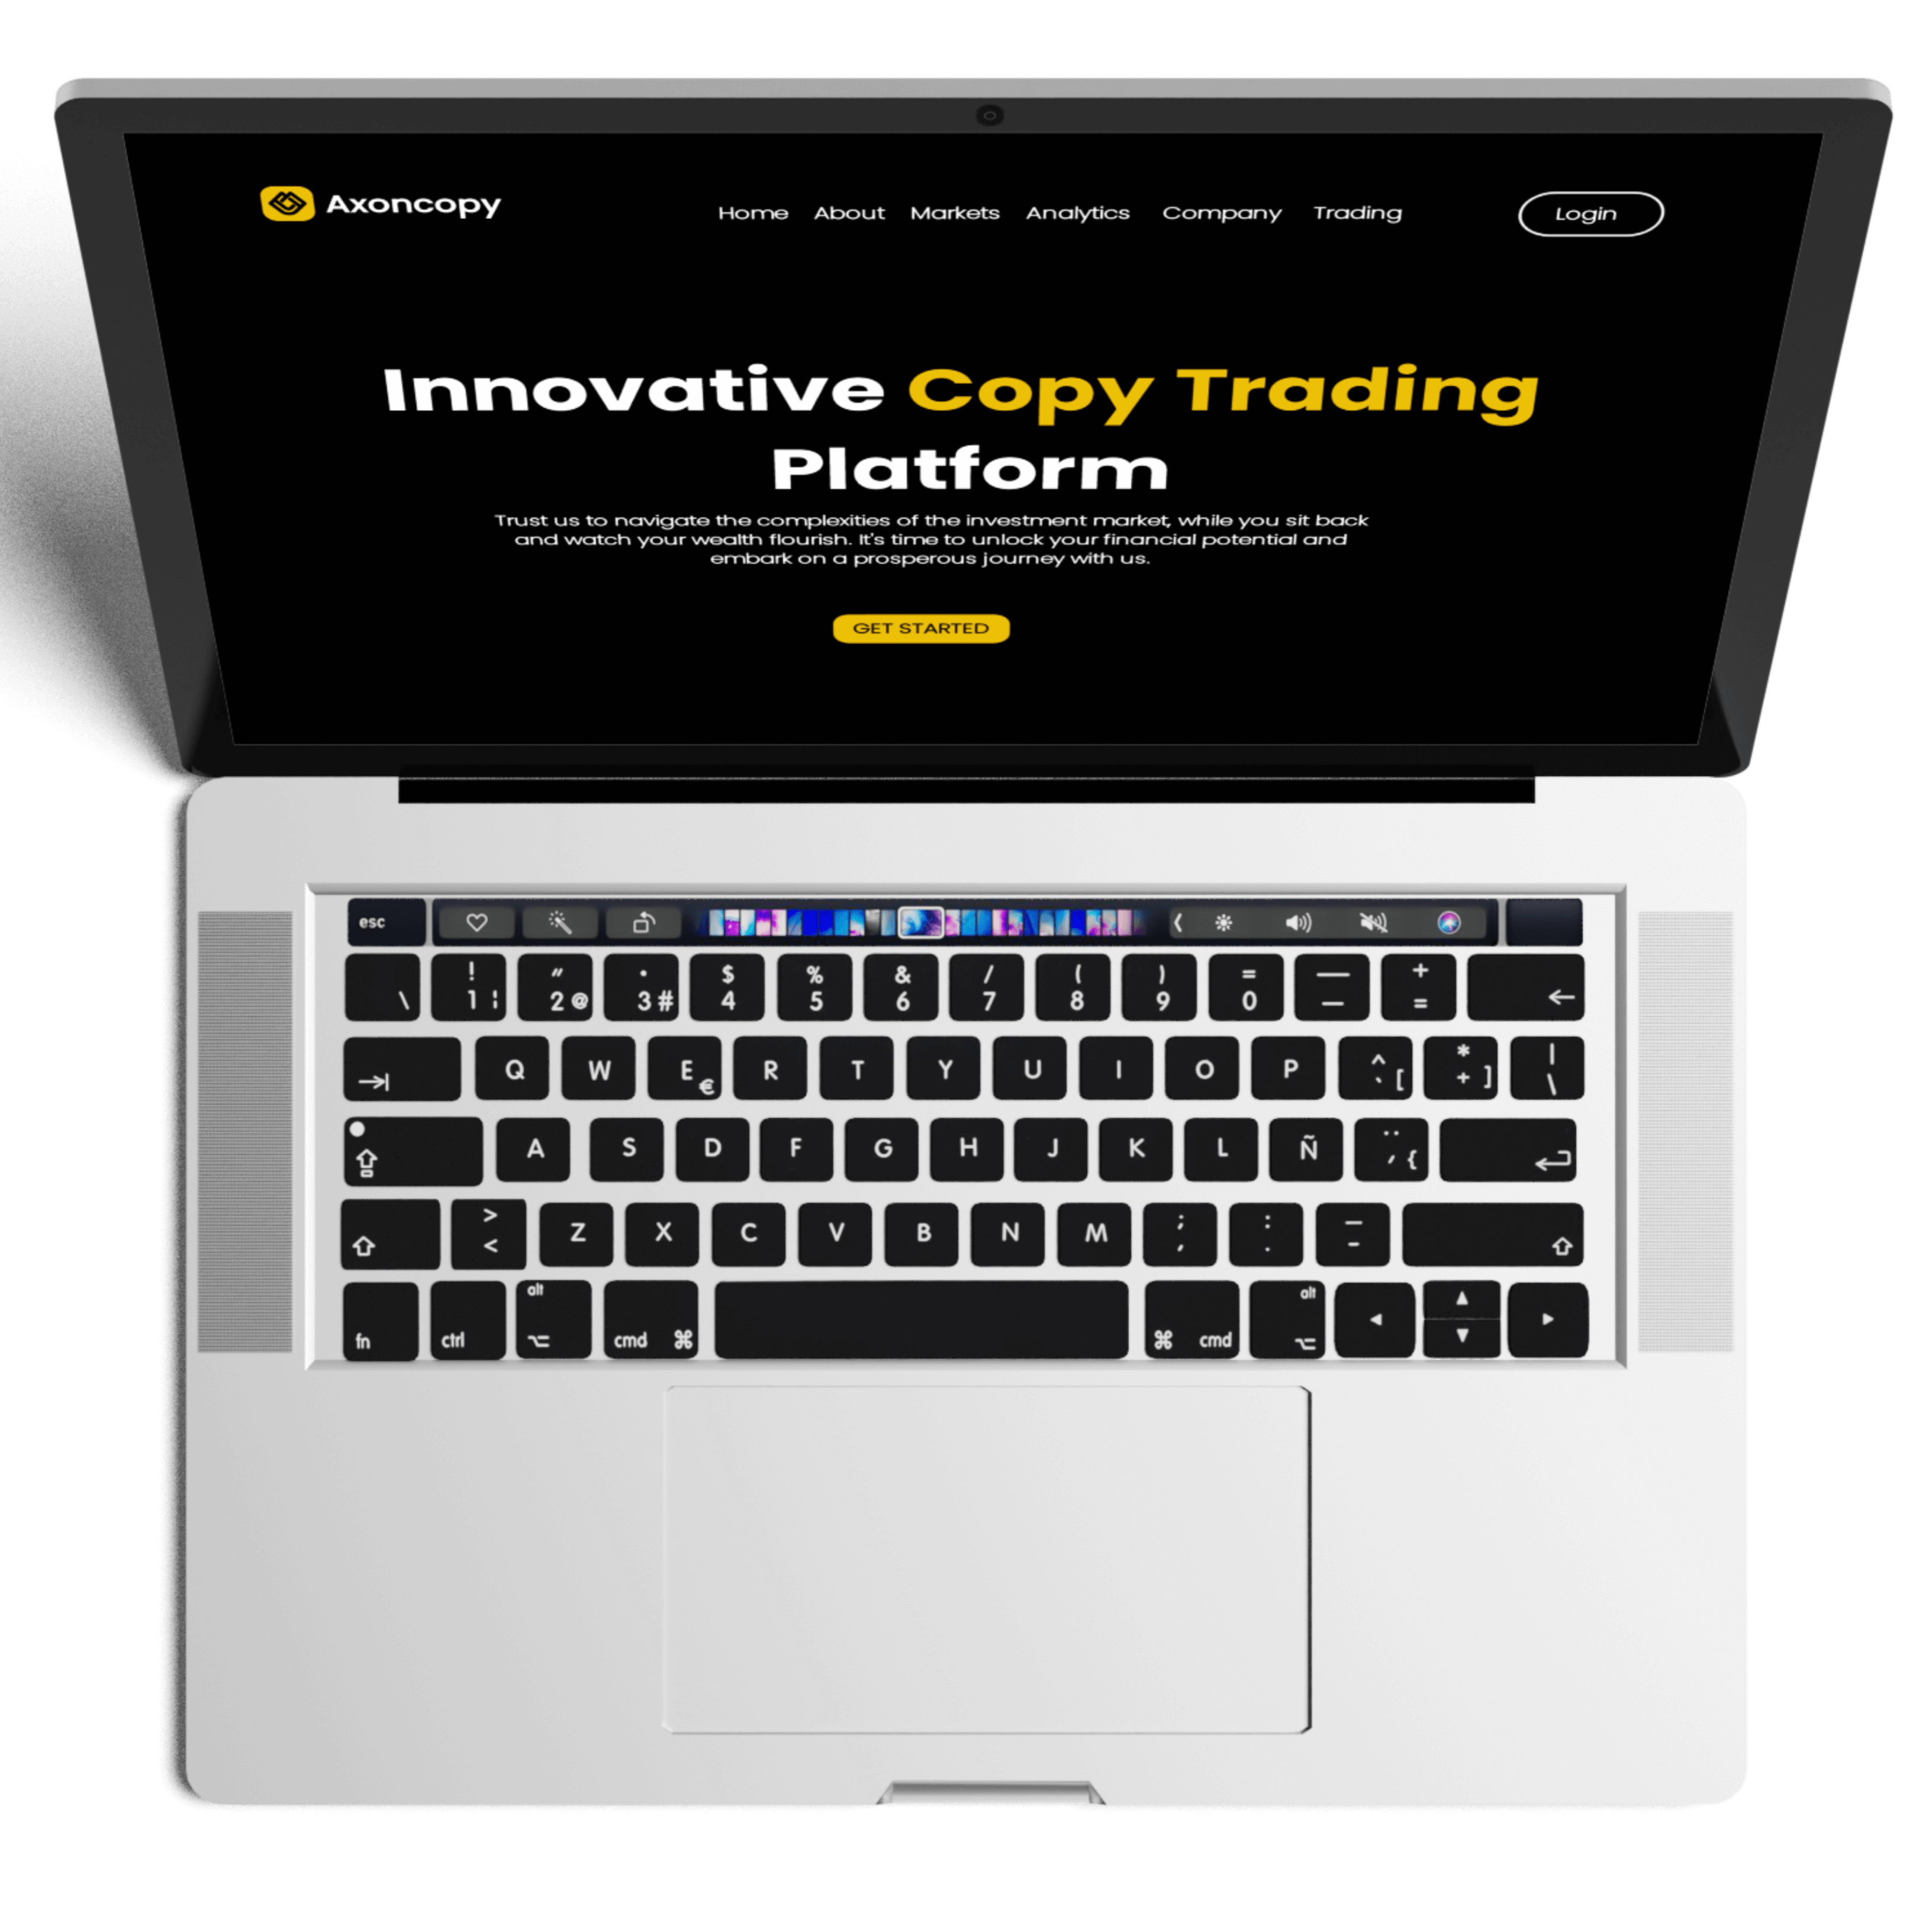 Axoncopy
Home About Markets Analytics Company Trading
Login
Innovative Copy Trading
Platform
Trust us to navigate the complexities of the investment market, while you sit back
and watch your wealth flourish. It's time to unlock your financial potential and
embark on a prosperous journey with us.
GET STARTED
esc
\ ! 1 ¦ " 2 @ · 3 # $ 4 % 5 & 6 / 7 ( 8 ) 9 = 0 — – + =
Q W E € R T Y U I O P ^ ` [ * + ] | \
A S D F G H J K L Ñ ¨ ´ {
> < Z X C V B N M ; , : . – -
fn ctrl alt cmd ⌘ ⌘ cmd alt